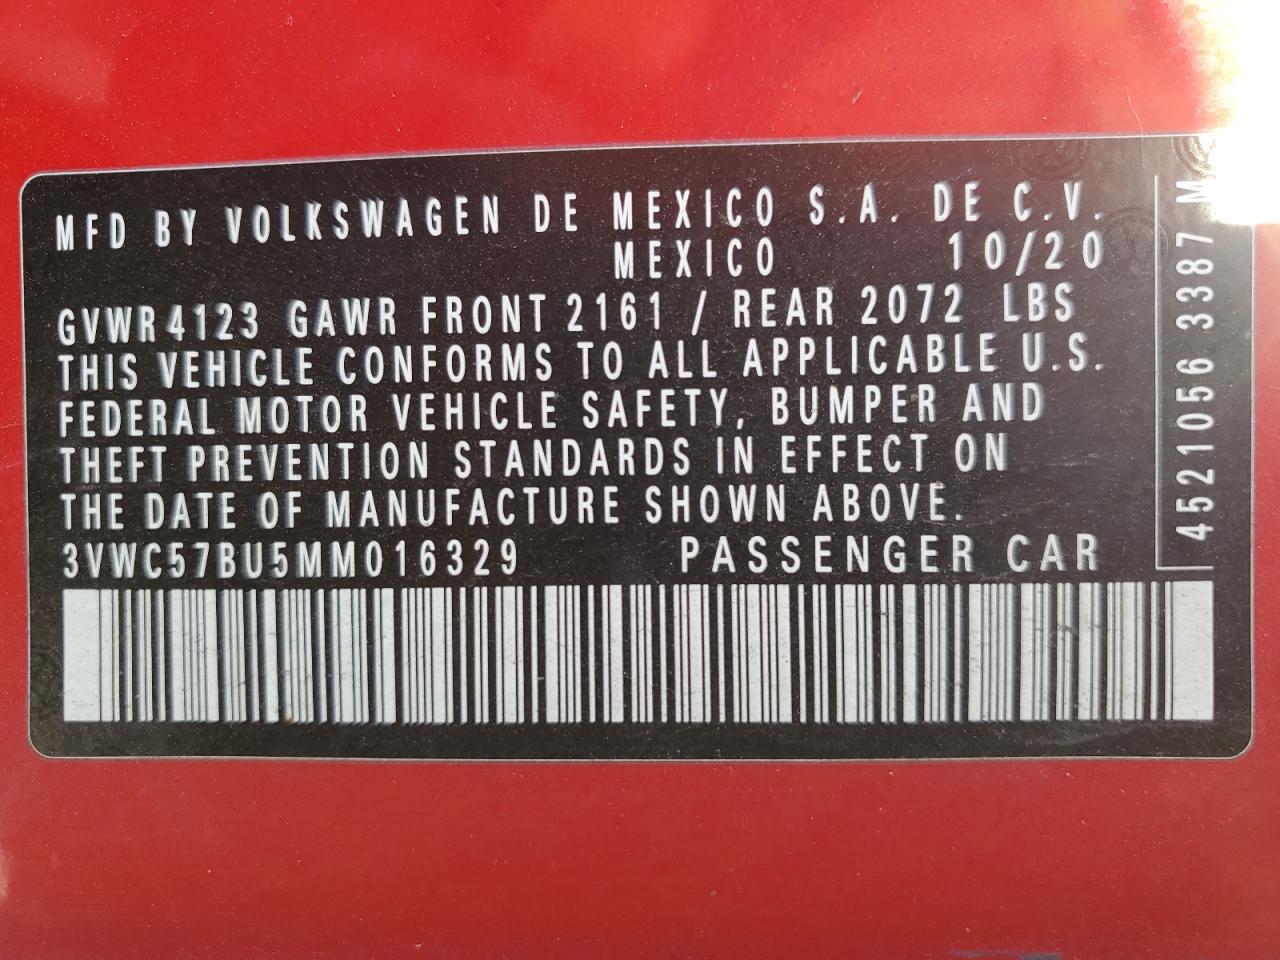 MFD BY VOLKSWAGEN DE MEXICO S.A. DE C.V.
MEXICO 10/20
GVWR 4123 GAWR FRONT 2161 / REAR 2072 LBS
THIS VEHICLE CONFORMS TO ALL APPLICABLE U.S.
FEDERAL MOTOR VEHICLE SAFETY, BUMPER AND
THEFT PREVENTION STANDARDS IN EFFECT ON
THE DATE OF MANUFACTURE SHOWN ABOVE.
3VWC57BU5MM016329 PASSENGER CAR
4521056 3387 M